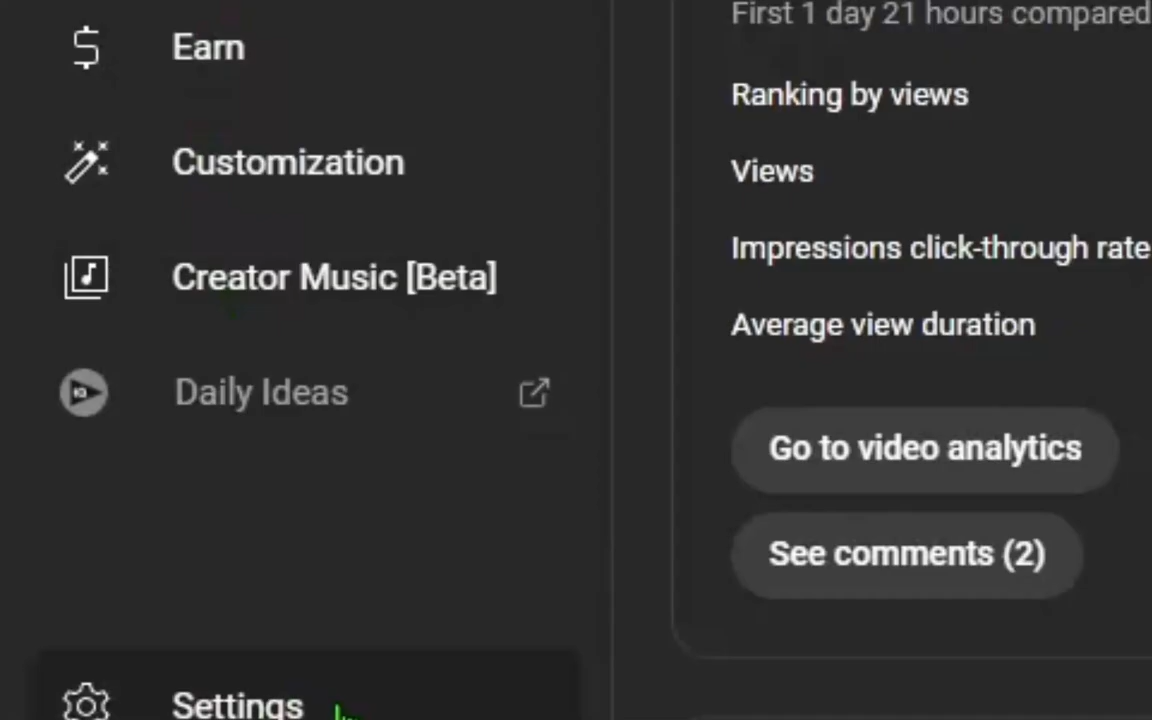 Earn
Customization
Creator Music [Beta]
Daily Ideas
Settings
First 1 day 21 hours compared
Ranking by views
Views
Impressions click-through rate
Average view duration
Go to video analytics
See comments (2)